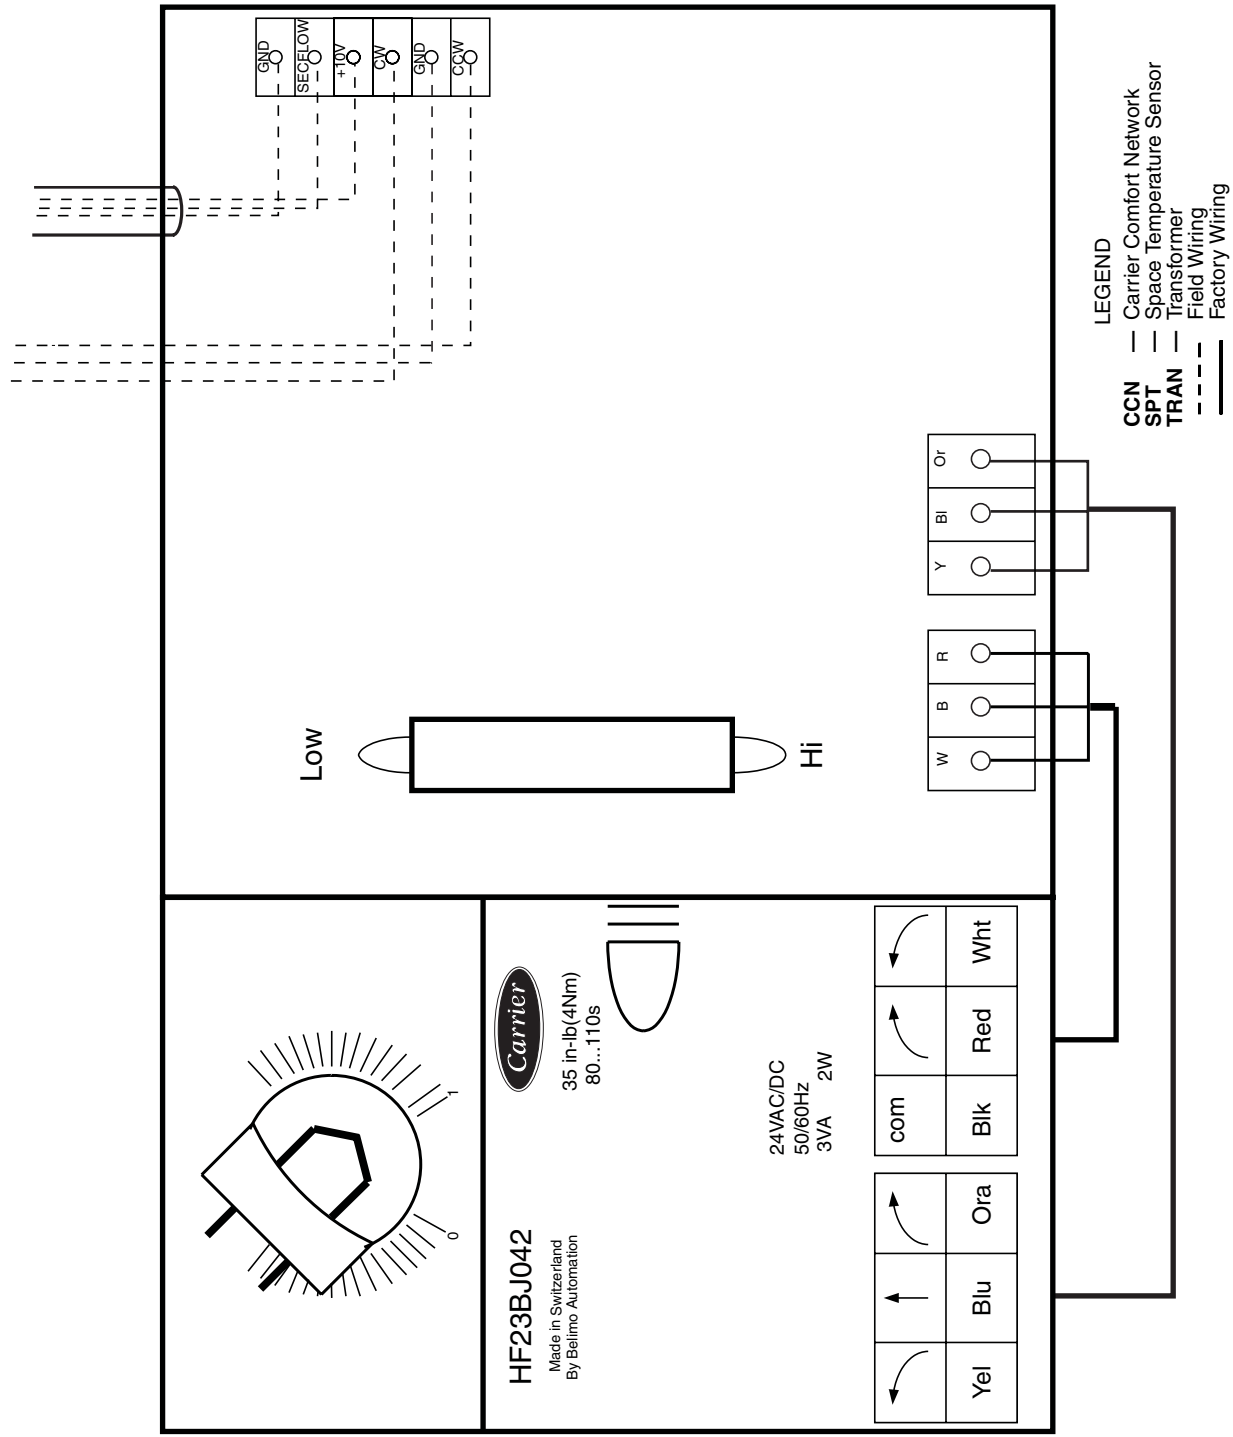 GND
SECFLOW
+10V
CW
GND
CCW
LEGEND
CCN — Carrier Comfort Network
SPT — Space Temperature Sensor
TRAN — Transformer
Field Wiring
Factory Wiring
Low
Hi
Y
Bl
Or
W
B
R
0
1
Carrier
35 in-lb(4Nm)
80...110s
HF23BJ042
Made in Switzerland
By Belimo Automation
24VAC/DC
50/60Hz
3VA 2W
com
Yel
Blu
Ora
Blk
Red
Wht